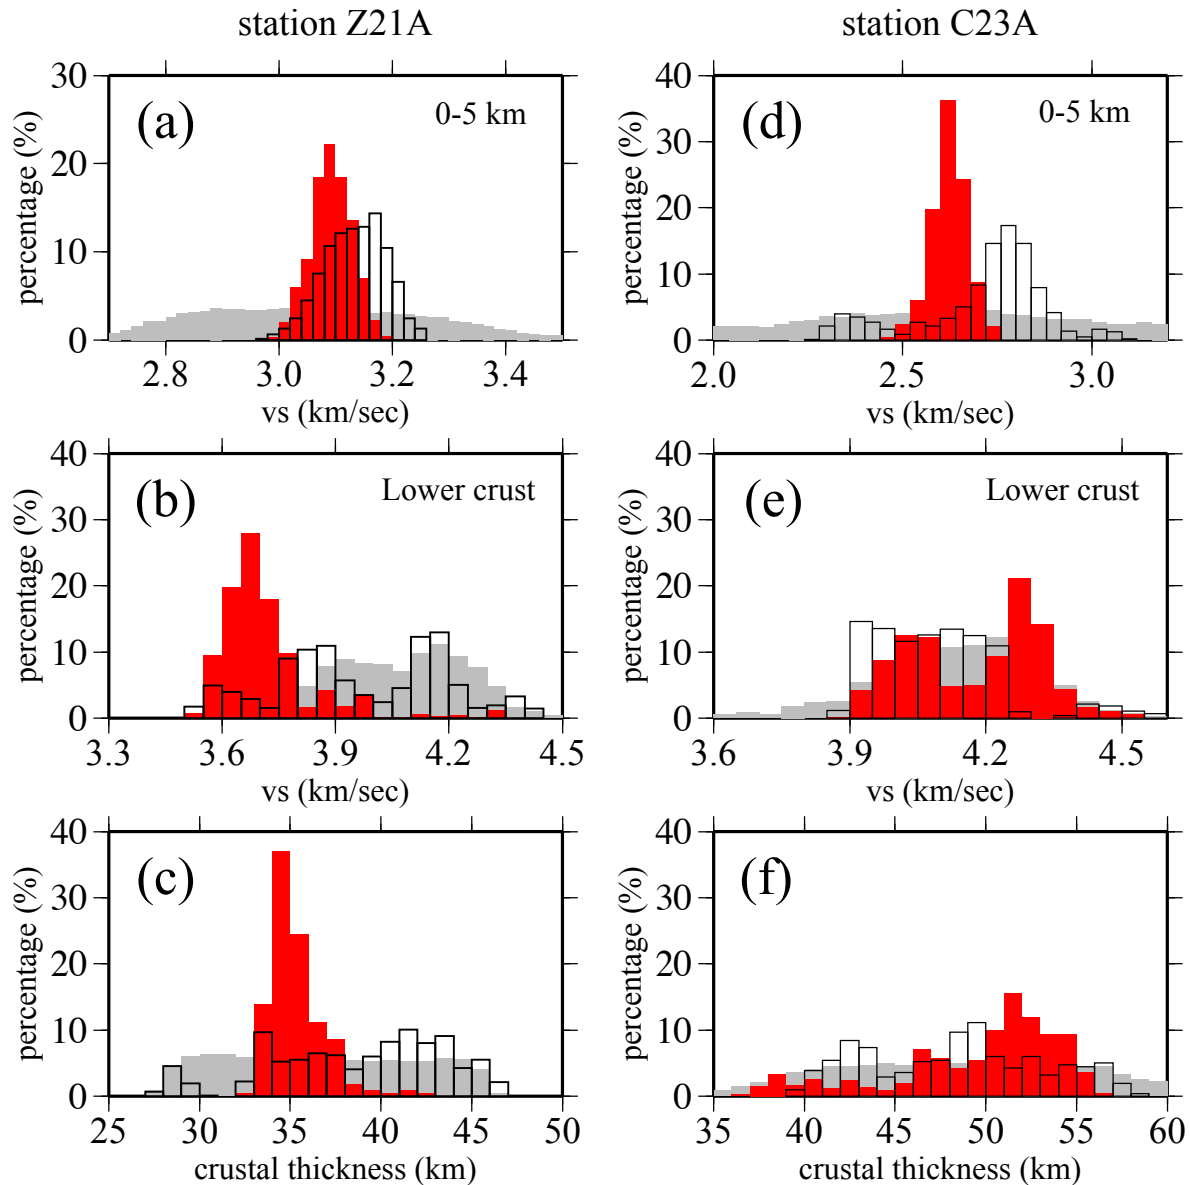 station Z21A
station C23A
(a)
0-5 km
percentage (%)
0
10
20
30
2.8 3.0 3.2 3.4
vs (km/sec)
(d)
0-5 km
percentage (%)
0
10
20
30
40
2.0 2.5 3.0
vs (km/sec)
(b)
Lower crust
percentage (%)
0
10
20
30
40
3.3 3.6 3.9 4.2 4.5
vs (km/sec)
(e)
Lower crust
percentage (%)
0
10
20
30
40
3.6 3.9 4.2 4.5
vs (km/sec)
(c)
percentage (%)
0
10
20
30
40
25 30 35 40 45 50
crustal thickness (km)
(f)
percentage (%)
0
10
20
30
40
35 40 45 50 55 60
crustal thickness (km)